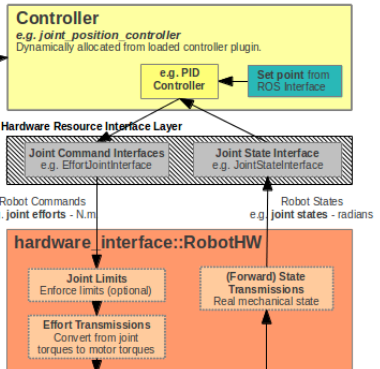 Controller
e.g. joint_position_controller
Dynamically allocated from loaded controller plugin.
e.g. PID
Controller
Set point from
ROS Interface
Hardware Resource Interface Layer
Joint Command Interfaces
e.g. EffortJointInterface
Joint State Interface
e.g. JointStateInterface
Robot Commands
. joint efforts - N.m
Robot States
e.g. joint states - radians
hardware_interface::RobotHW
Joint Limits
Enforce limits (optional)
(Forward) State
Transmissions
Real mechanical state
Effort Transmissions
Convert from joint
torques to motor torques